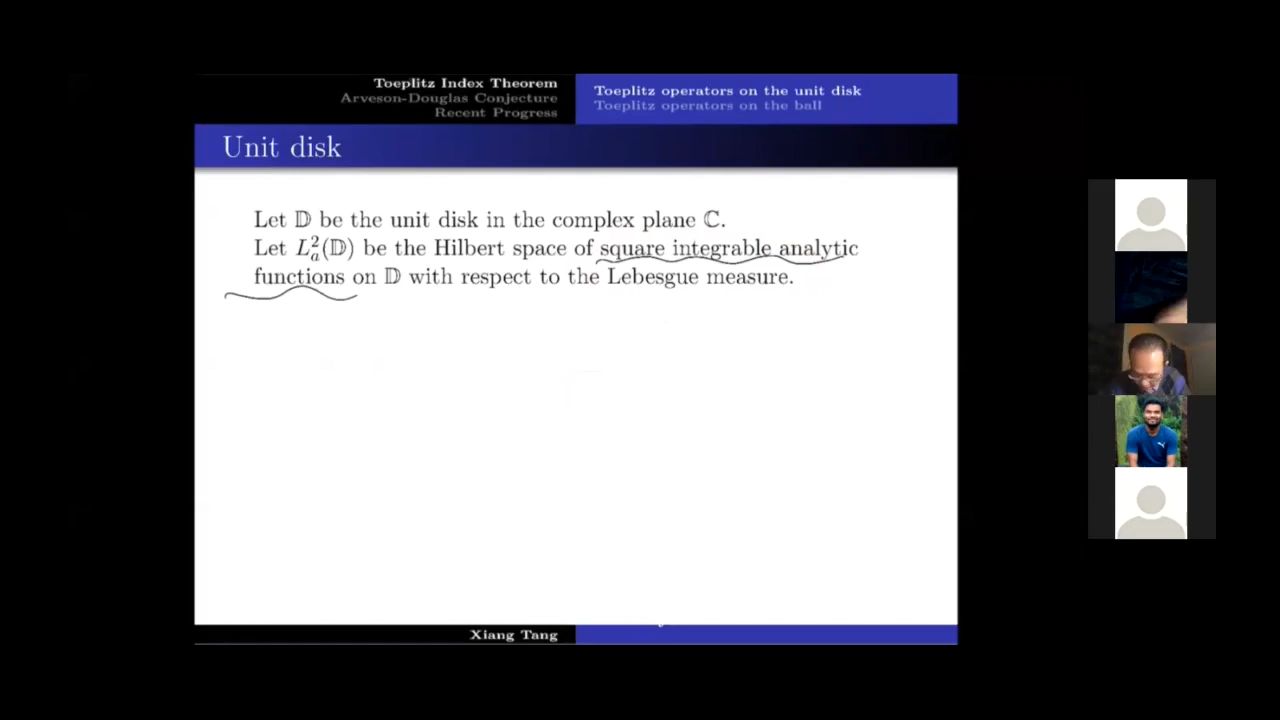 Toeplitz Index Theorem
Arveson-Douglas Conjecture
Recent Progress
Toeplitz operators on the unit disk
Toeplitz operators on the ball
Unit disk
Let 𝔻 be the unit disk in the complex plane ℂ.
Let L²ₐ(𝔻) be the Hilbert space of square integrable analytic
functions on 𝔻 with respect to the Lebesgue measure.
Xiang Tang